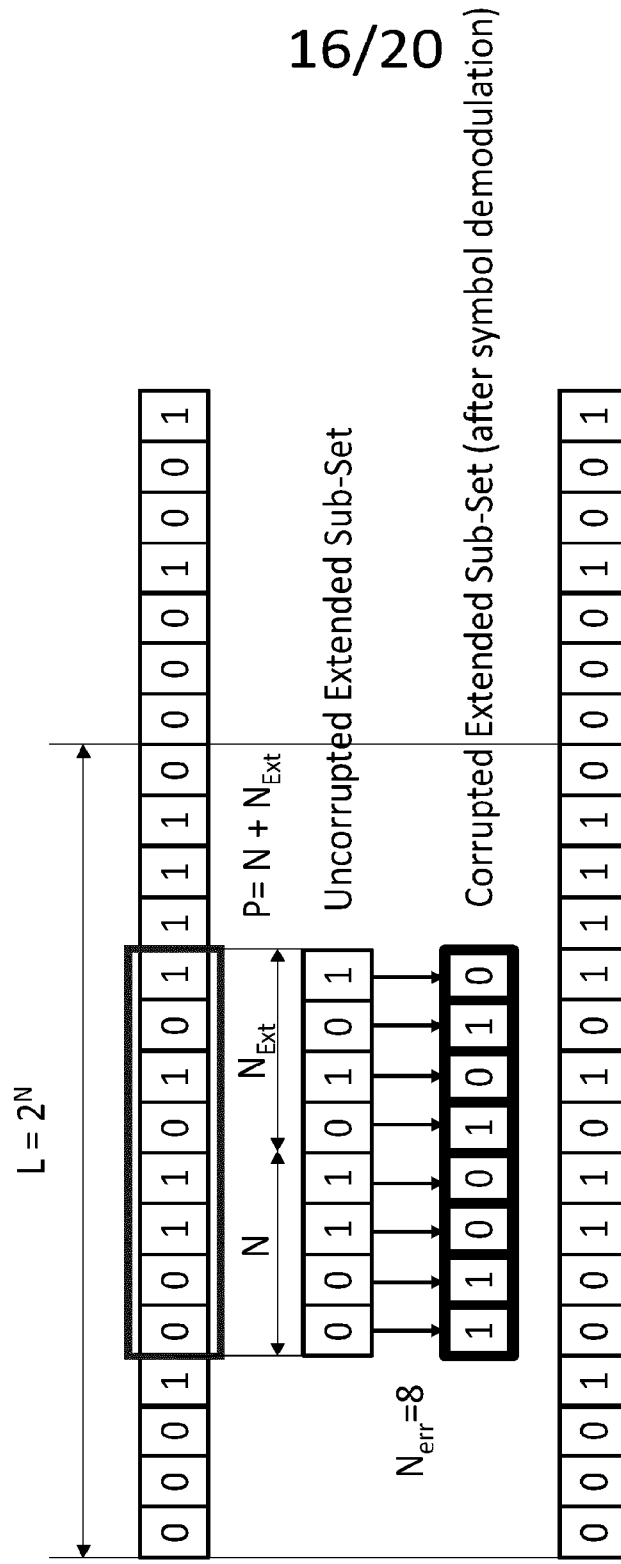 16/20
L = 2^N
0 0 0 1 0 0 1 1 0 1 0 1 1 1 1 0 0 0 0 1 0 0 1
N N_Ext P= N + N_Ext
0 0 1 1 0 1 0 1 Uncorrupted Extended Sub-Set
N_err=8
1 1 0 0 1 0 1 0 Corrupted Extended Sub-Set (after symbol demodulation)
0 0 0 1 0 0 1 1 0 1 0 1 1 1 1 0 0 0 0 1 0 0 1